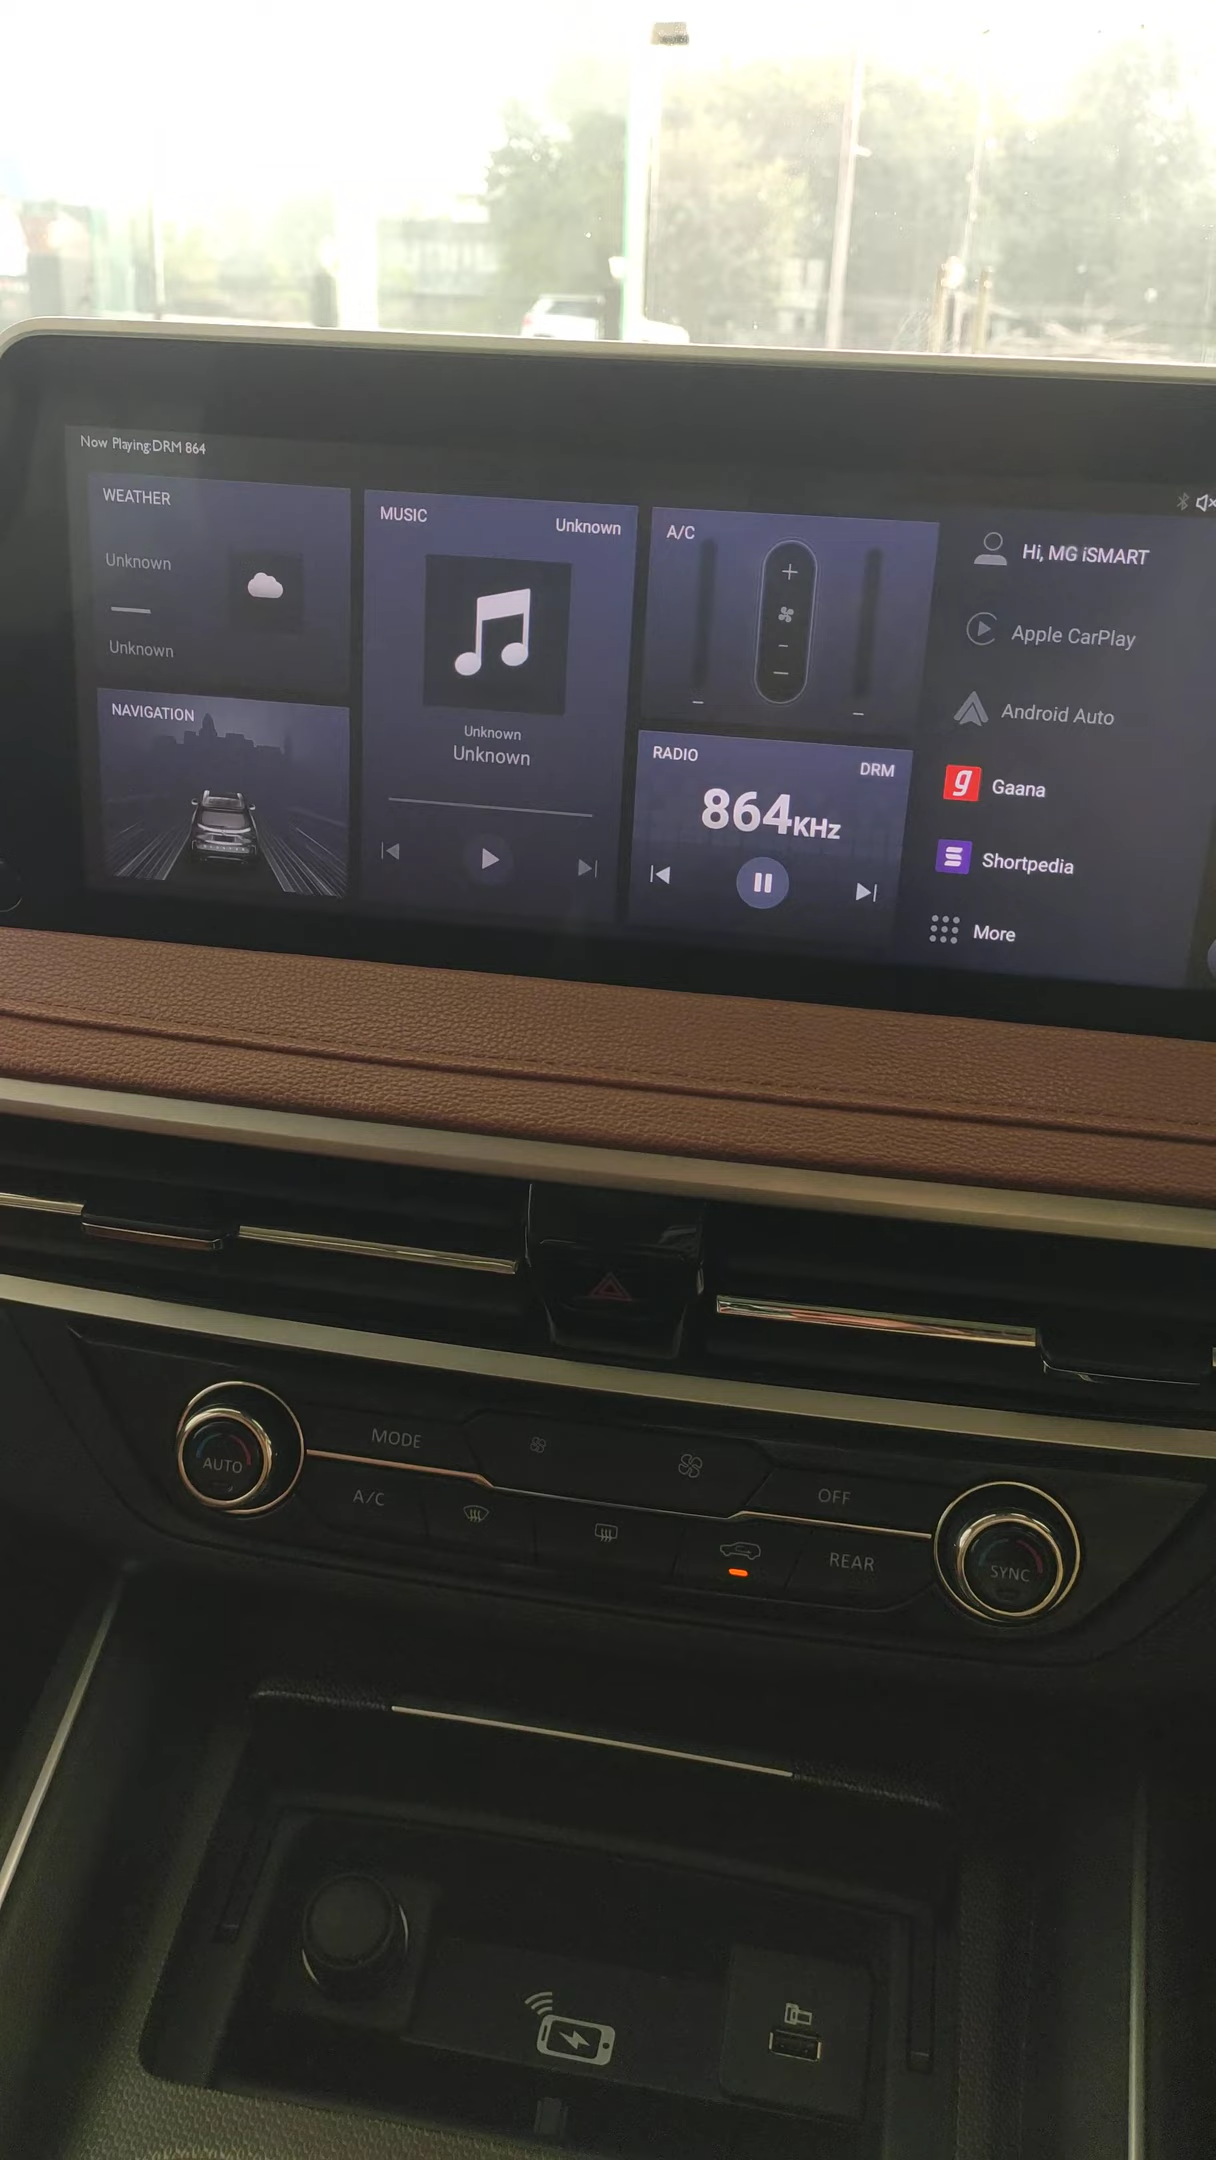 Now Playing:DRM 864
WEATHER
Unknown
Unknown
NAVIGATION
MUSIC
Unknown
Unknown
Unknown
A/C
RADIO
DRM
864KHz
Hi, MG iSMART
Apple CarPlay
Android Auto
g Gaana
Shortpedia
More
AUTO
MODE
A/C
OFF
REAR
SYNC